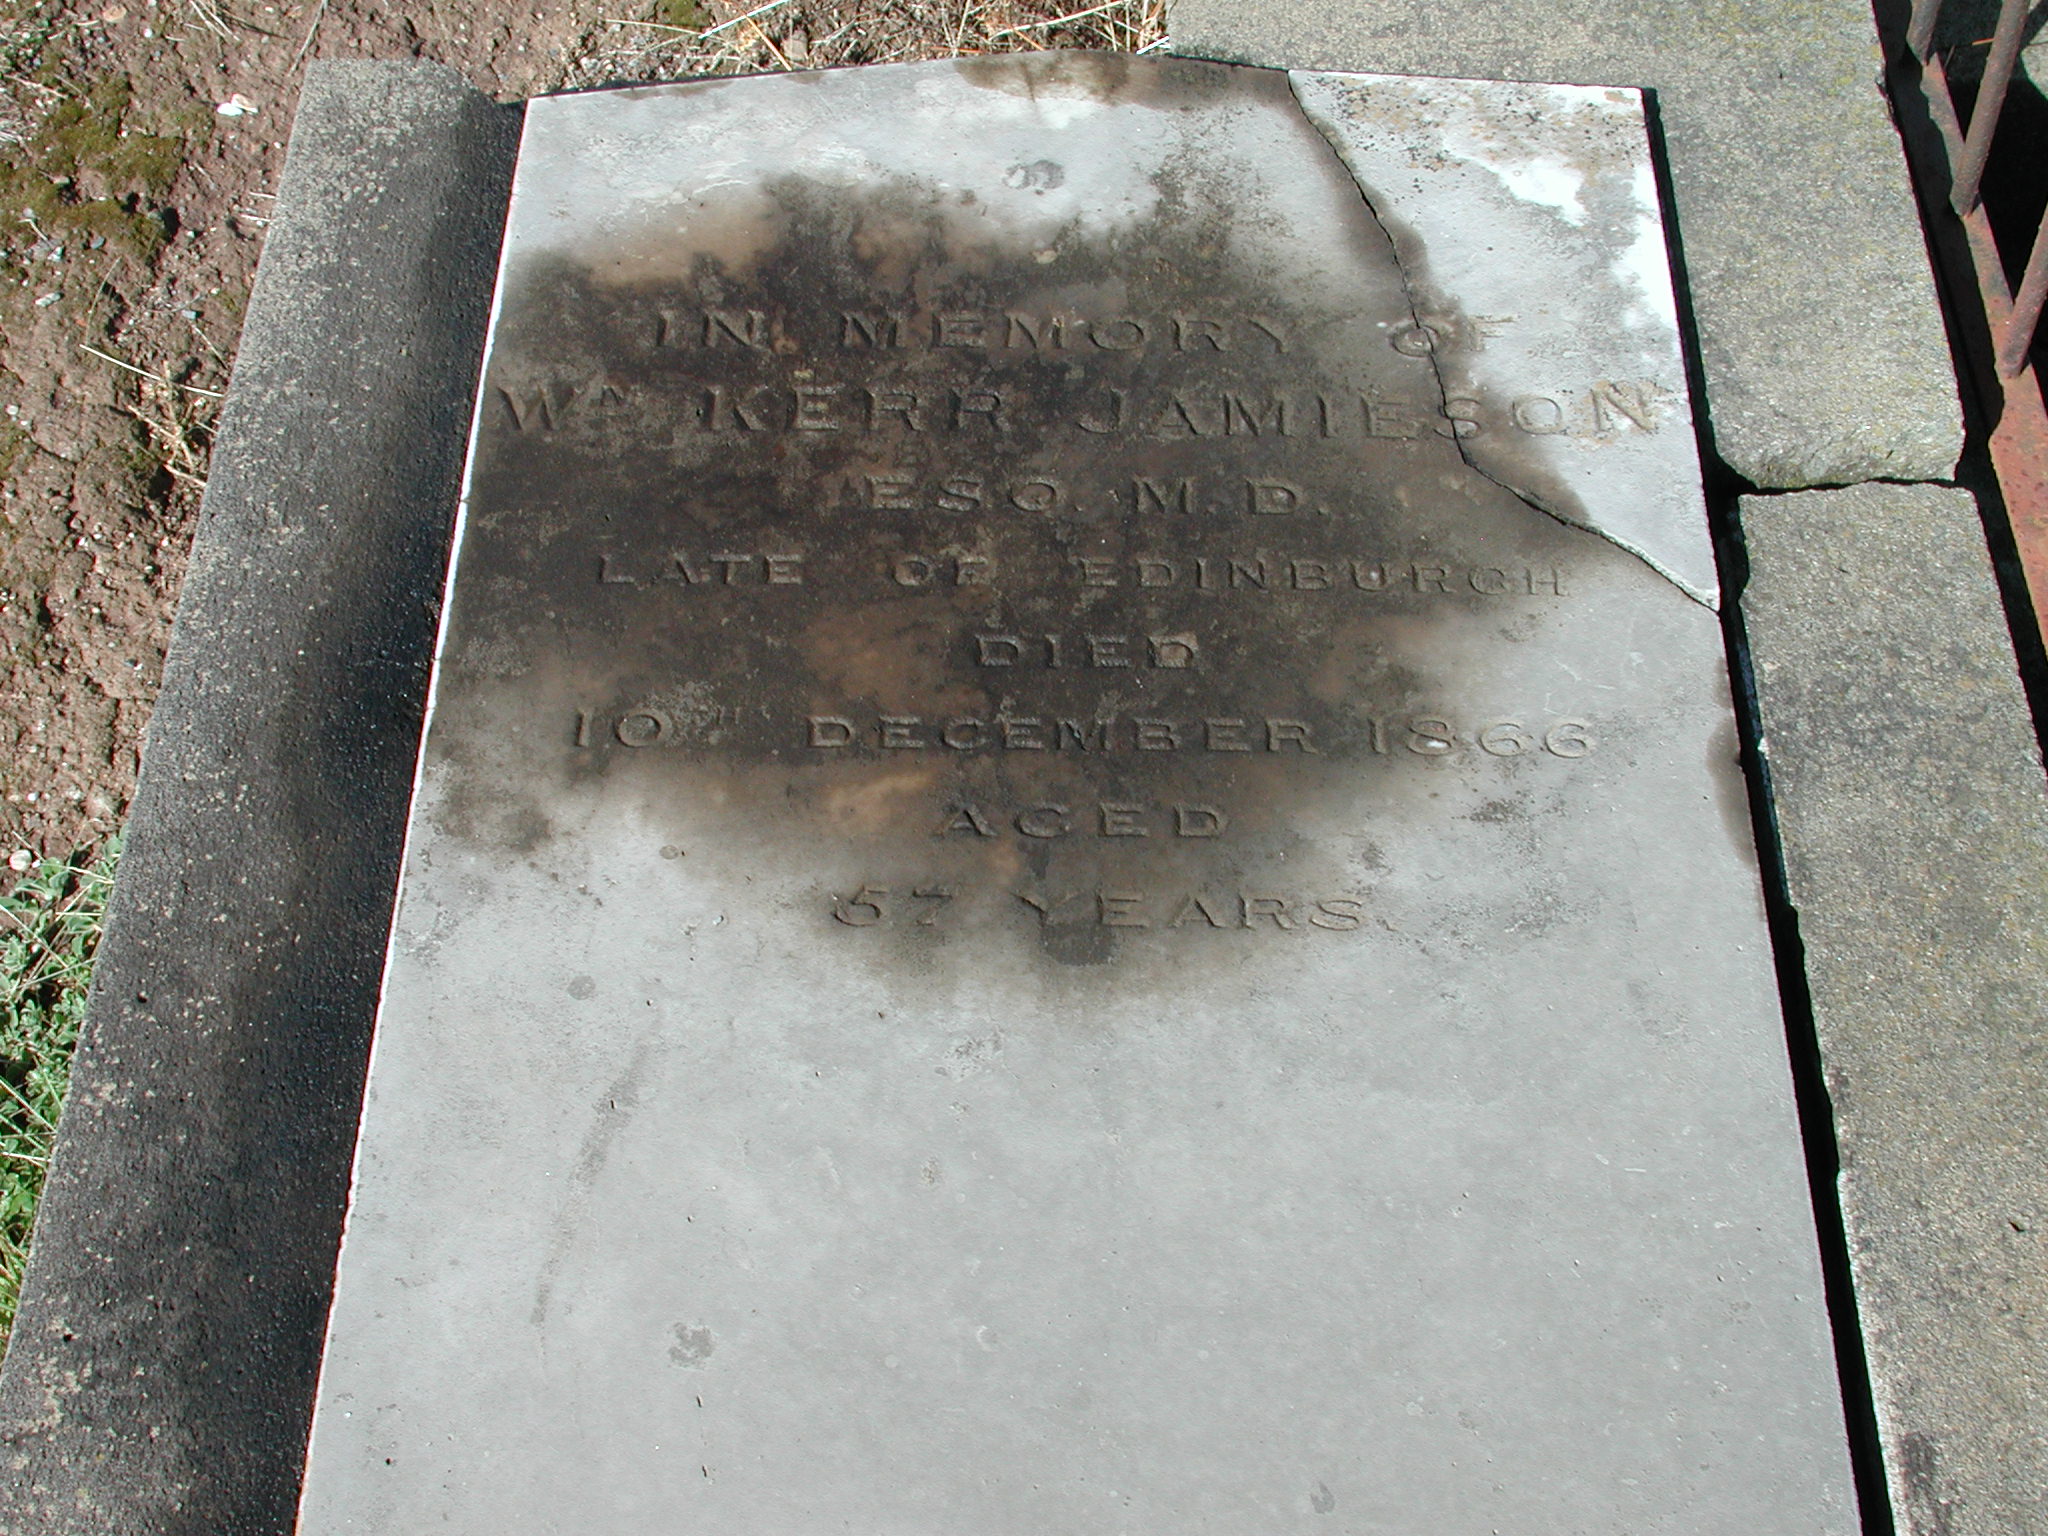 IN MEMORY OF
Wᴹ KERR JAMIESON
ESQ. M.D.
LATE OF EDINBURGH
DIED
10TH DECEMBER 1866
AGED
57 YEARS.